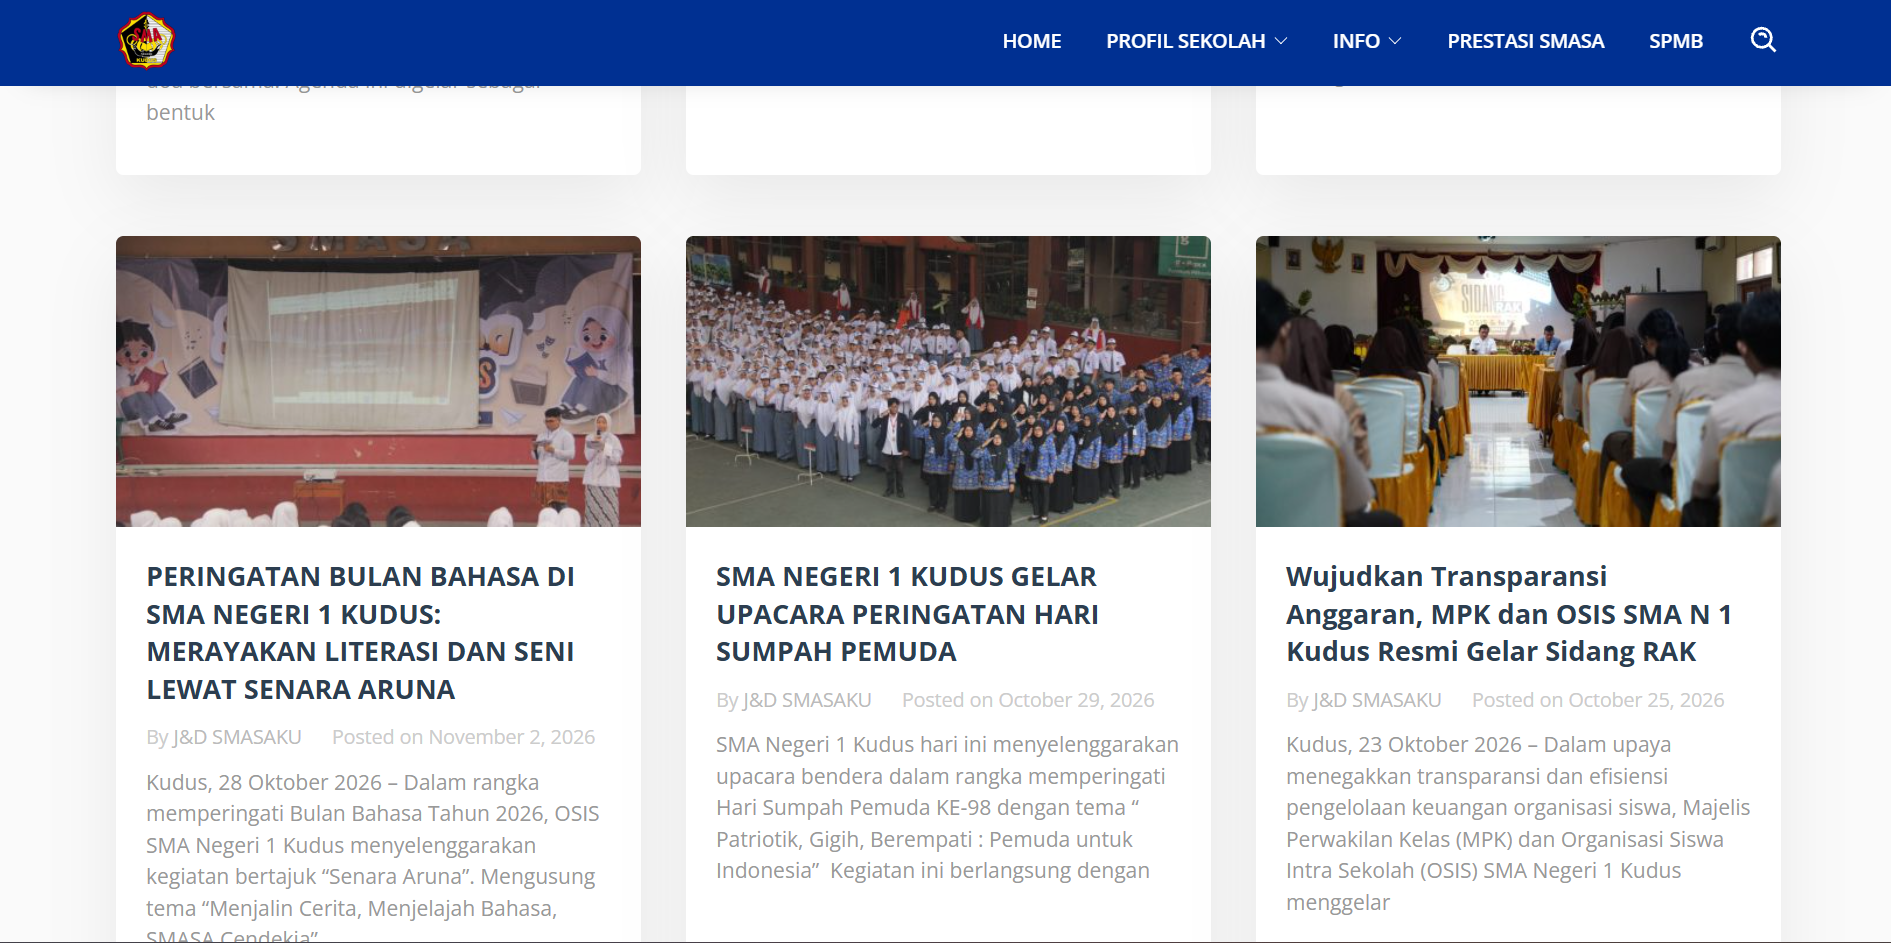 SMA
KUDUS
HOME
PROFIL SEKOLAH
INFO
PRESTASI SMASA
SPMB
bentuk
SMASA
SIDANG
RAK
PERINGATAN BULAN BAHASA DI
SMA NEGERI 1 KUDUS:
MERAYAKAN LITERASI DAN SENI
LEWAT SENARA ARUNA
By J&D SMASAKU Posted on November 2, 2026
Kudus, 28 Oktober 2026 – Dalam rangka
memperingati Bulan Bahasa Tahun 2026, OSIS
SMA Negeri 1 Kudus menyelenggarakan
kegiatan bertajuk “Senara Aruna”. Mengusung
tema “Menjalin Cerita, Menjelajah Bahasa,
SMASA Cendekia”
SMA NEGERI 1 KUDUS GELAR
UPACARA PERINGATAN HARI
SUMPAH PEMUDA
By J&D SMASAKU Posted on October 29, 2026
SMA Negeri 1 Kudus hari ini menyelenggarakan
upacara bendera dalam rangka memperingati
Hari Sumpah Pemuda KE-98 dengan tema “
Patriotik, Gigih, Berempati : Pemuda untuk
Indonesia”  Kegiatan ini berlangsung dengan
Wujudkan Transparansi
Anggaran, MPK dan OSIS SMA N 1
Kudus Resmi Gelar Sidang RAK
By J&D SMASAKU Posted on October 25, 2026
Kudus, 23 Oktober 2026 – Dalam upaya
menegakkan transparansi dan efisiensi
pengelolaan keuangan organisasi siswa, Majelis
Perwakilan Kelas (MPK) dan Organisasi Siswa
Intra Sekolah (OSIS) SMA Negeri 1 Kudus
menggelar